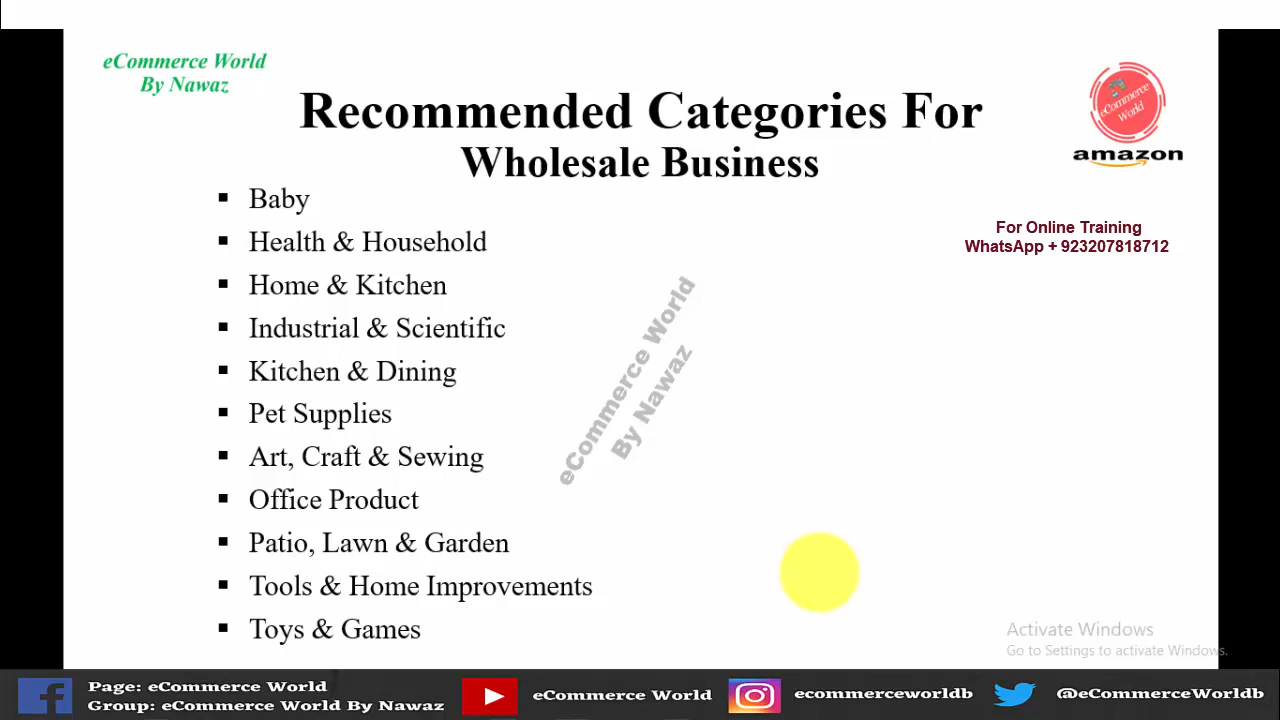 eCommerce World
By Nawaz
Recommended Categories For
Wholesale Business
eCommerce
World
amazon
For Online Training
WhatsApp + 923207818712
▪ Baby
▪ Health & Household
▪ Home & Kitchen
▪ Industrial & Scientific
▪ Kitchen & Dining
▪ Pet Supplies
▪ Art, Craft & Sewing
▪ Office Product
▪ Patio, Lawn & Garden
▪ Tools & Home Improvements
▪ Toys & Games
eCommerce World
By Nawaz
Activate Windows
Go to Settings to activate Windows.
Page: eCommerce World
Group: eCommerce World By Nawaz
eCommerce World
ecommerceworldb
@eCommerceWorldb